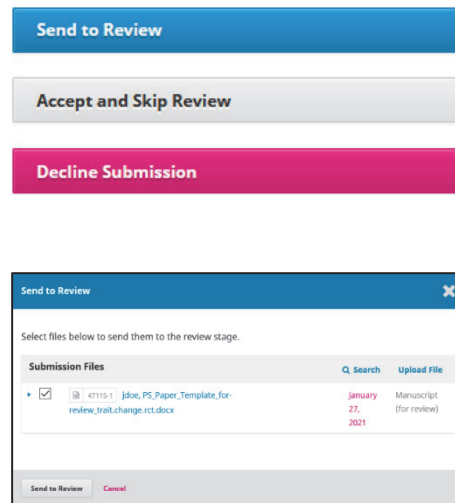 Send to Review
Accept and Skip Review
Decline Submission
Send to Review
Select files below to send them to the review stage.
Submission Files
Search
Upload File
47115-1 jdoe, PS_Paper_Template_for-
review_trait.change.rct.docx
January
27,
2021
Manuscript
(for review)
Send to Review
Cancel